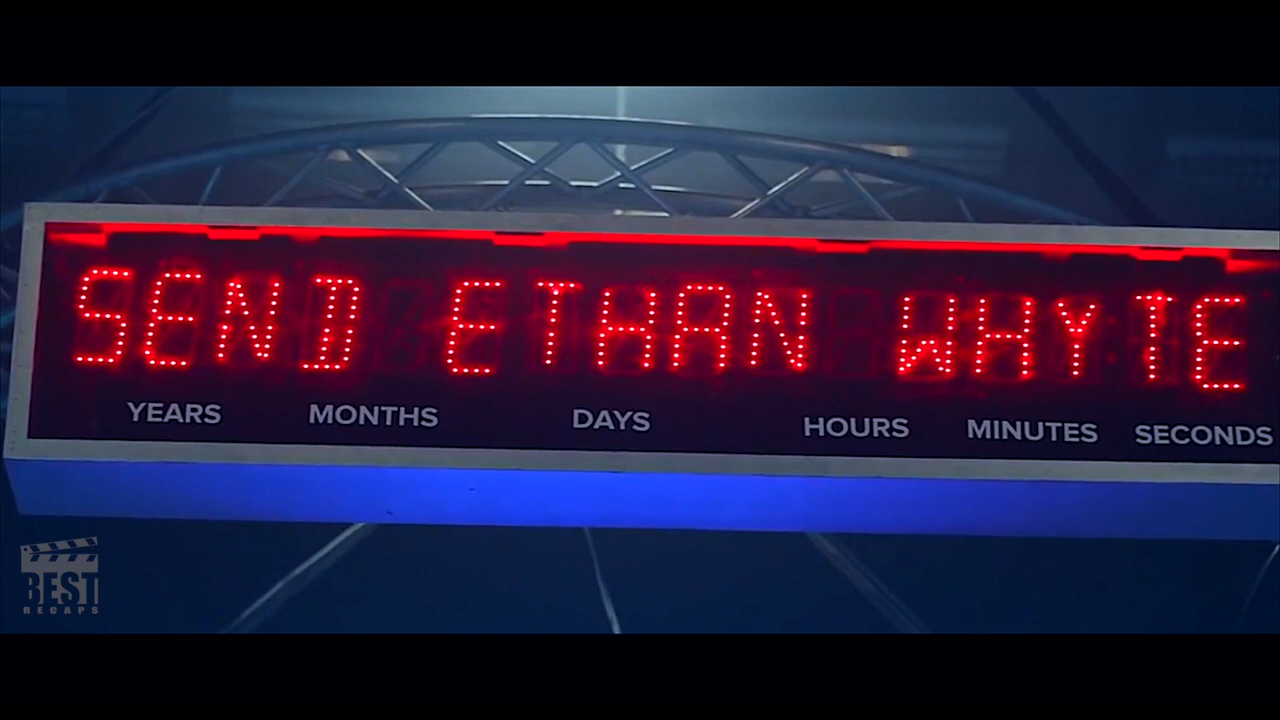 SEND ETHAN WHYTE
YEARS MONTHS DAYS HOURS MINUTES SECONDS
BEST
RECAPS